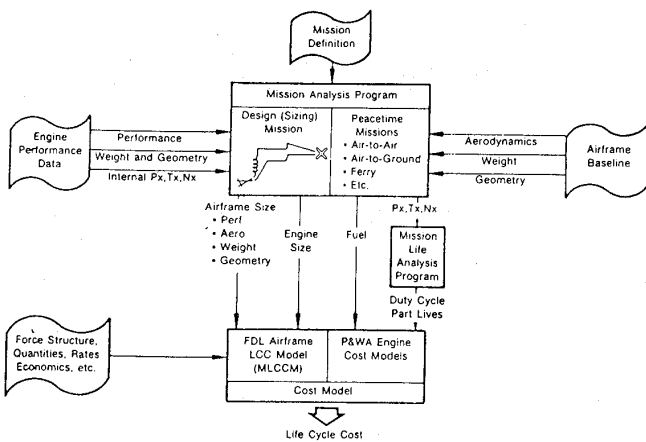 Mission
Definition
Mission Analysis Program
Design (Sizing)
Mission
Peacetime
Missions
• Air-to-Air
• Air-to-Ground
• Ferry
• Etc.
Engine
Performance
Data
Performance
Weight and Geometry
Internal Px,Tx,Nx
Aerodynamics
Weight
Geometry
Airframe
Baseline
Airframe Size
• Perf
• Aero
• Weight
• Geometry
Engine
Size
Fuel
Px,Tx,Nx
Mission
Life
Analysis
Program
Duty Cycle
Part Lives
Force Structure,
Quantities, Rates
Economics, etc.
FDL Airframe
LCC Model
(MLCCM)
P&WA Engine
Cost Models
Cost Model
Life Cycle Cost